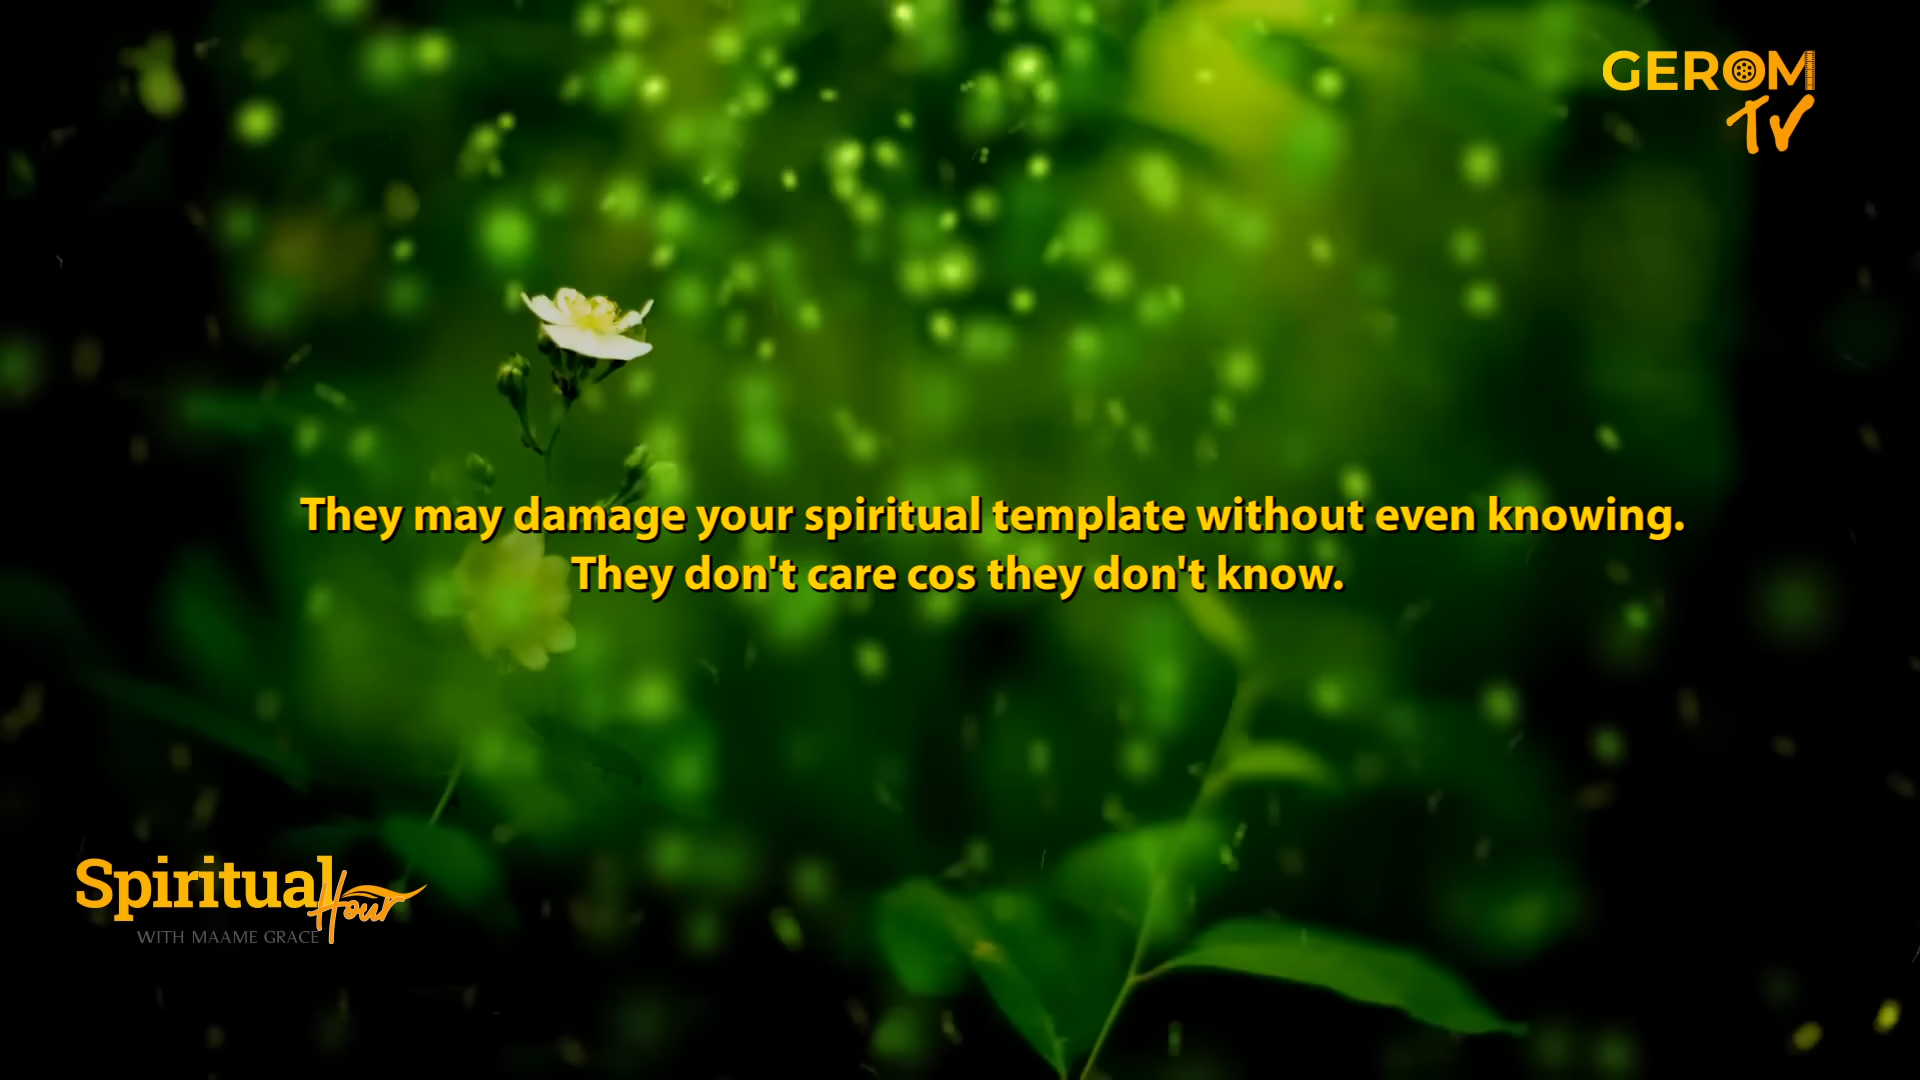 GEROM
TV
They may damage your spiritual template without even knowing.
They don't care cos they don't know.
Spiritual
Hour
WITH MAAME GRACE